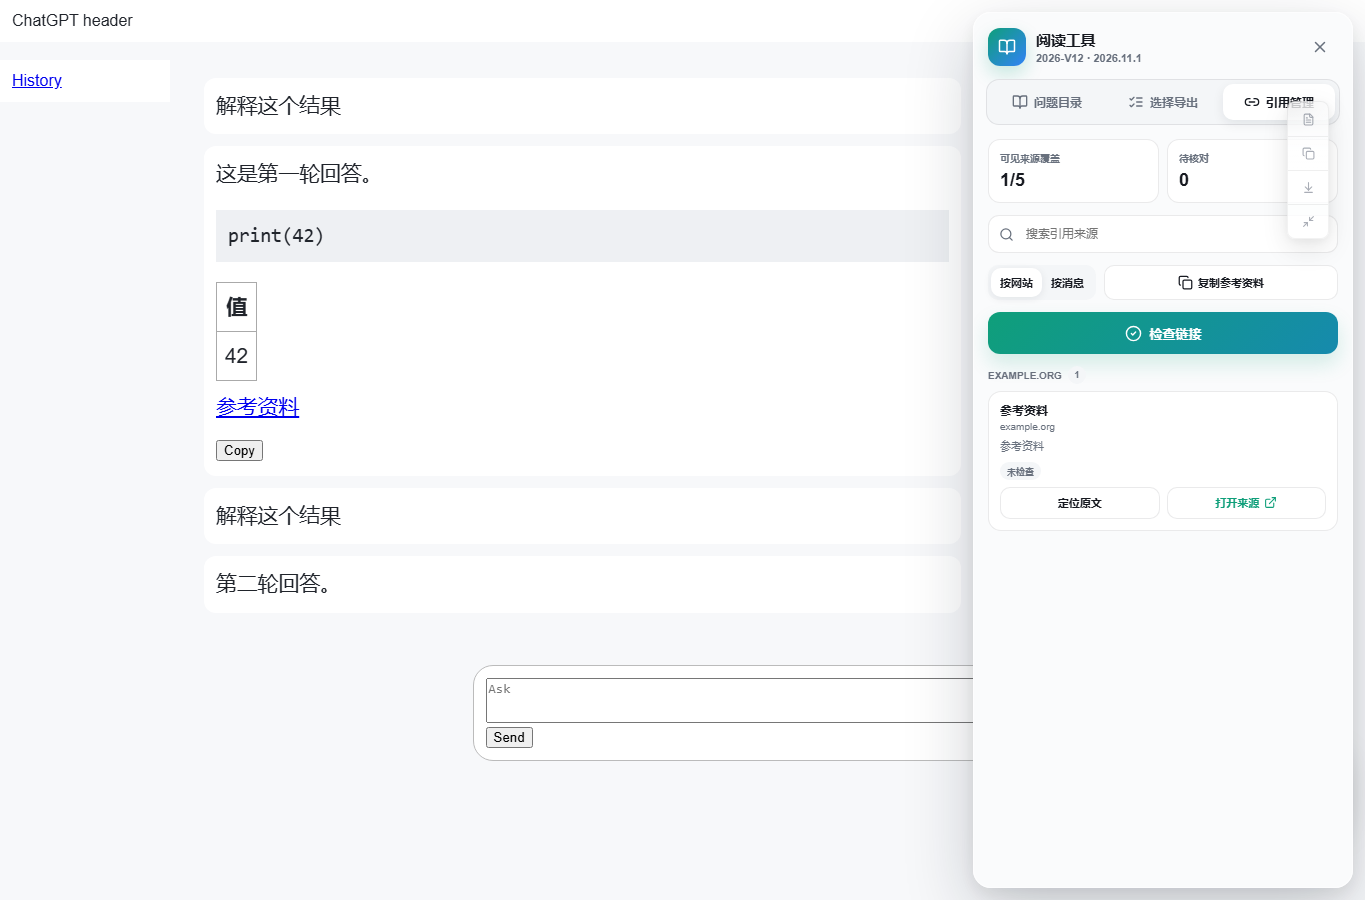 ChatGPT header
History
解释这个结果
这是第一轮回答。
print(42)
值
42
参考资料
Copy
解释这个结果
第二轮回答。
Ask
Send
阅读工具
2026-V12 · 2026.11.1
问题目录
选择导出
引用管理
可见来源覆盖
1/5
待核对
0
搜索引用来源
按网站
按消息
复制参考资料
检查链接
EXAMPLE.ORG 1
参考资料
example.org
参考资料
未检查
定位原文
打开来源